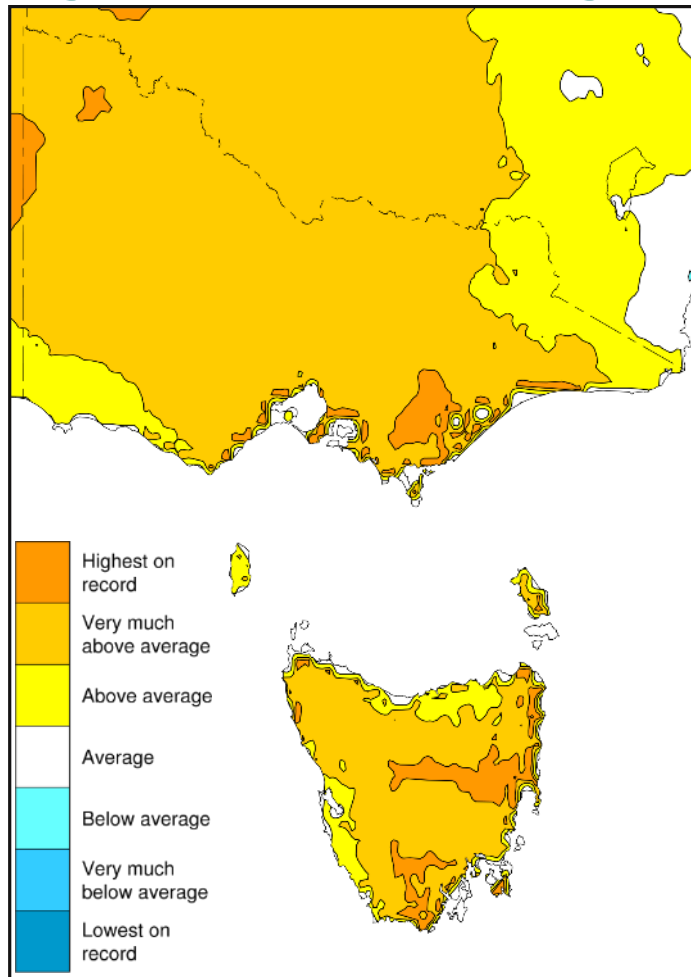 Highest on
record
Very much
above average
Above average
Average
Below average
Very much
below average
Lowest on
record